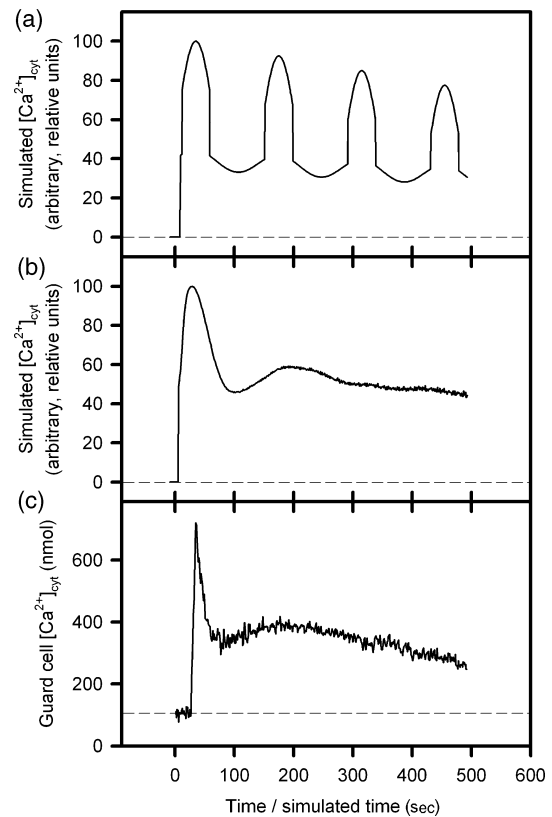 (a)
Simulated [Ca²⁺]cyt
(arbitrary, relative units)
100
80
60
40
20
0
(b)
Simulated [Ca²⁺]cyt
(arbitrary, relative units)
100
80
60
40
20
0
(c)
Guard cell [Ca²⁺]cyt (nmol)
600
400
200
0
0 100 200 300 400 500 600
Time / simulated time (sec)